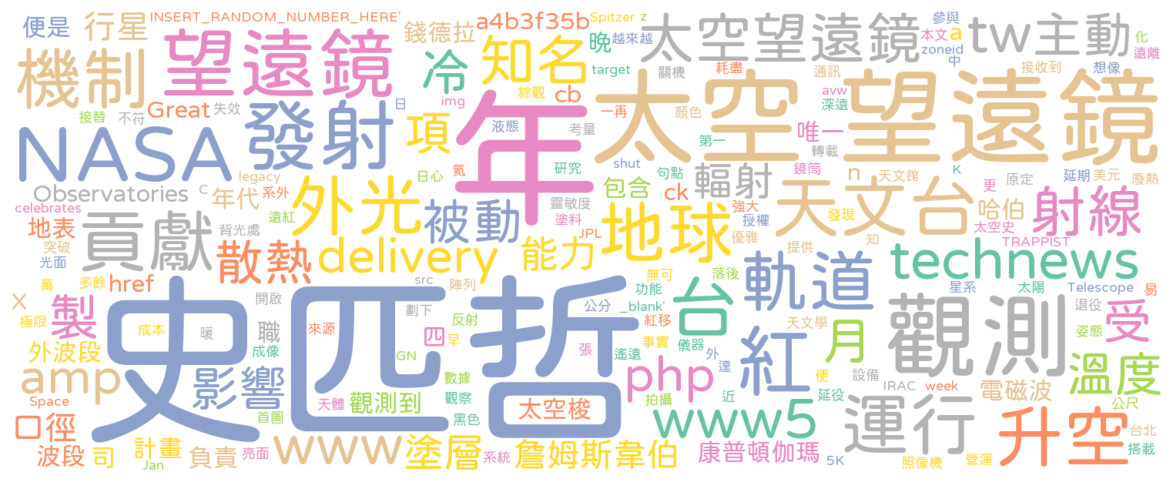 便是
行星
INSERT_RANDOM_NUMBER_HERE'
望遠鏡
錢德拉
a4b3f35b
Spitzer
z
越來越
晚
知名
太空望遠鏡
參與
本文
a
zoneid
中
tw主動
化
遠離
機制
冷
target
關機
耗盡
通訊
接收到
想像
Great
失效
img
綜觀
cb
avw
深遠
接替
不符
日
年
一再
顏色
太空
望遠鏡
NASA
發射
項
液態
考量
第一
唯一
轉載
legacy
日心
氦
研究
shut
句點
鏡筒
n
天文館
K
延期
美元
廢熱
Observatories
C
年代
系外
外光
被動
包含
ck
輻射
更
原定
celebrates
地表
遠紅
靈敏度
塗料
強大
授權
天文台
發現
哈伯
太空史
射線
貢獻
突破
光面
背光處
散熱
delivery
能力
JPL
地球
優雅
提供
知
TRAPPIST
technews
萬
多餘
href
src
陣列
無可
落後
軌道
星系
太陽
Telescope
X
極限
製
成本
暖
開啟
劃下
公分
功能
_blank'
台
觀測
退役
易
受
史匹哲
職
來源
反射
四
早
紅移
事實
儀器
紅
天文學
月
姿態
外波段
成像
GN
張
遙遠
外
達
便
設備
溫度
amp
影響
數據
php
拍攝
近
延役
IRAC
week
電磁波
公尺
Space
首圖
天體
觀測到
觀察
黑色
太空梭
www5
運行
口徑
升空
台北
波段
司
計畫
Jan
負責
亮面
www
塗層
系統
詹姆斯韋伯
康普頓伽瑪
5K
照像機
營運
搭載